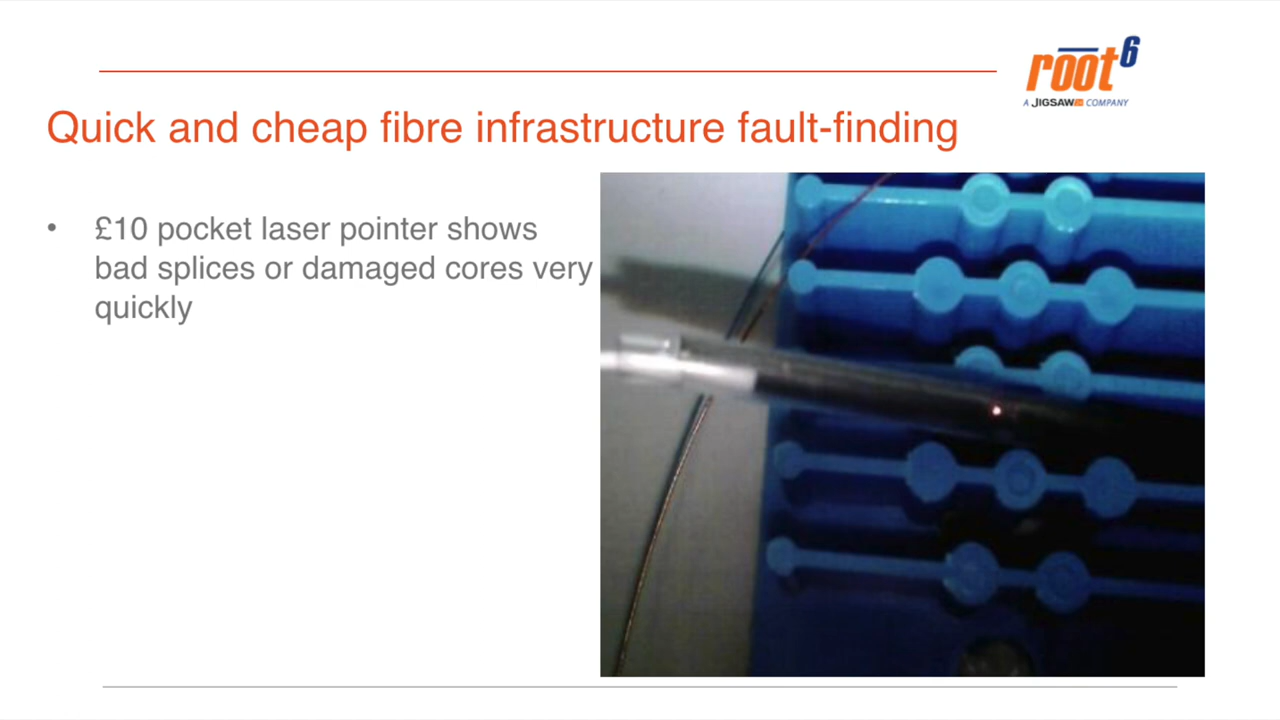 root6
A JIGSAW24 COMPANY
Quick and cheap fibre infrastructure fault-finding
• £10 pocket laser pointer shows
bad splices or damaged cores very
quickly